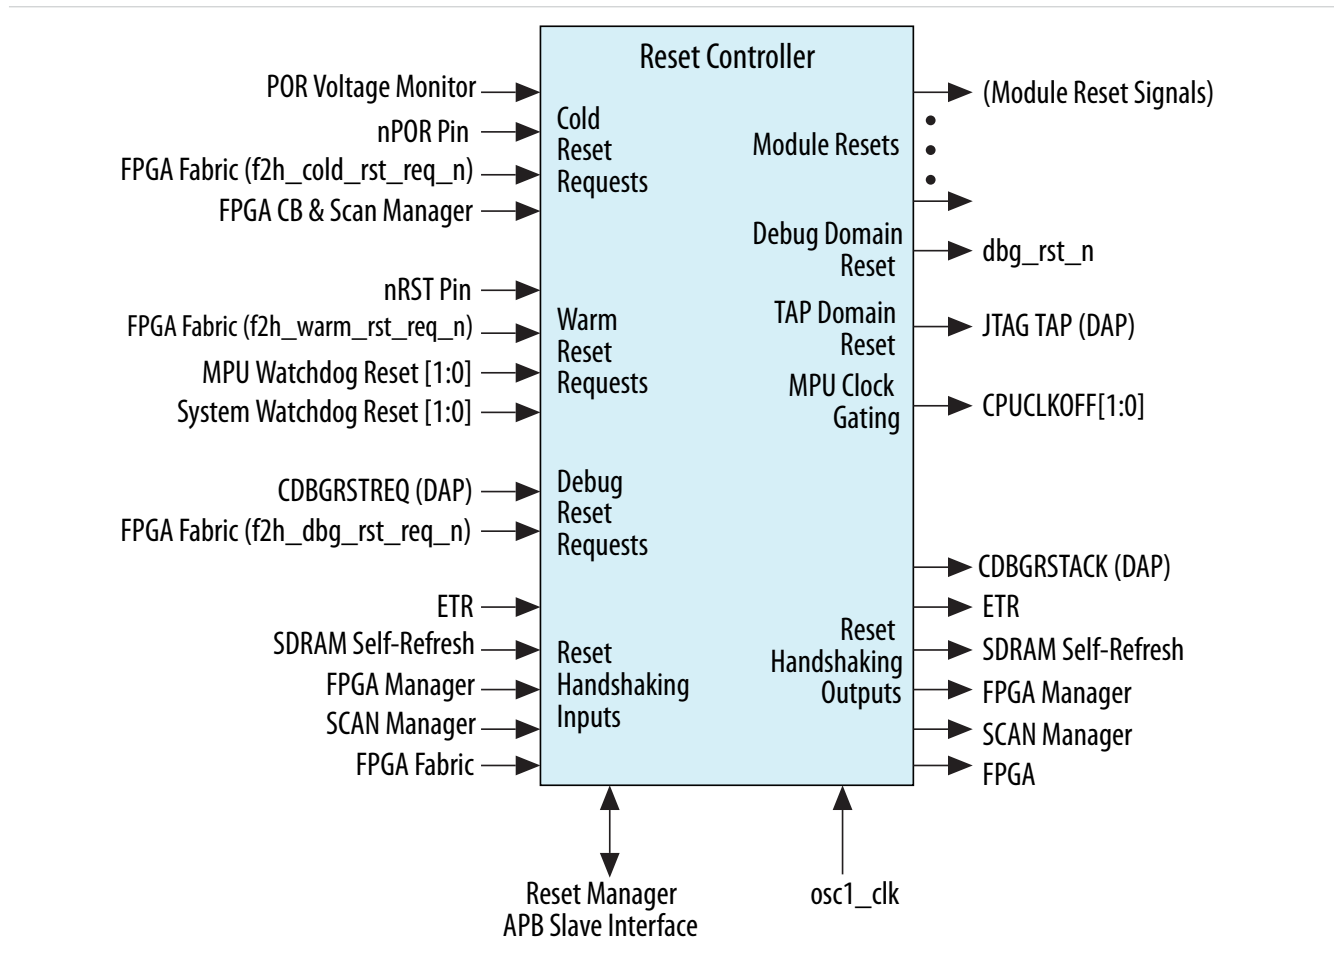 Reset Controller
POR Voltage Monitor
nPOR Pin
FPGA Fabric (f2h_cold_rst_req_n)
FPGA CB & Scan Manager
Cold
Reset
Requests
nRST Pin
FPGA Fabric (f2h_warm_rst_req_n)
MPU Watchdog Reset [1:0]
System Watchdog Reset [1:0]
Warm
Reset
Requests
CDBGRSTREQ (DAP)
FPGA Fabric (f2h_dbg_rst_req_n)
Debug
Reset
Requests
ETR
SDRAM Self-Refresh
FPGA Manager
SCAN Manager
FPGA Fabric
Reset
Handshaking
Inputs
Module Resets
(Module Reset Signals)
Debug Domain
Reset
dbg_rst_n
TAP Domain
Reset
JTAG TAP (DAP)
MPU Clock
Gating
CPUCLKOFF[1:0]
Reset
Handshaking
Outputs
CDBGRSTACK (DAP)
ETR
SDRAM Self-Refresh
FPGA Manager
SCAN Manager
FPGA
Reset Manager
APB Slave Interface
osc1_clk